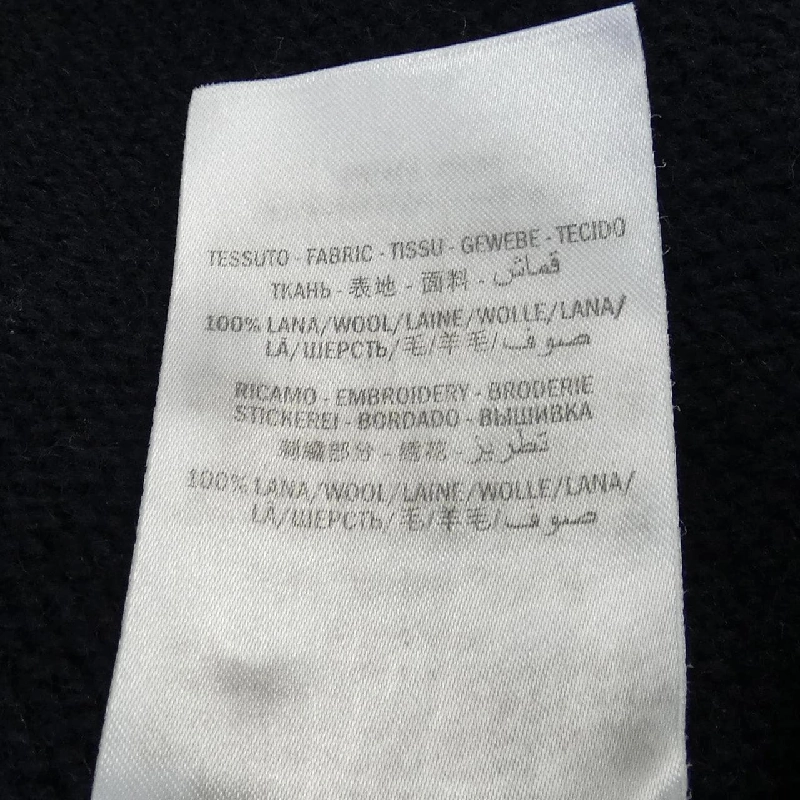 TESSUTO - FABRIC - TISSU - GEWEBE - TECIDO
ТКАНЬ - 表地 - 面料 - قماش
100% LANA/WOOL/LAINE/WOLLE/LANA/
LÃ/ШЕРСТЬ/毛/羊毛/صوف
RICAMO - EMBROIDERY - BRODERIE
STICKEREI - BORDADO - ВЫШИВКА
刺繍部分 - 绣花 - تطريز
100% LANA/WOOL/LAINE/WOLLE/LANA/
LÃ/ШЕРСТЬ/毛/羊毛/صوف